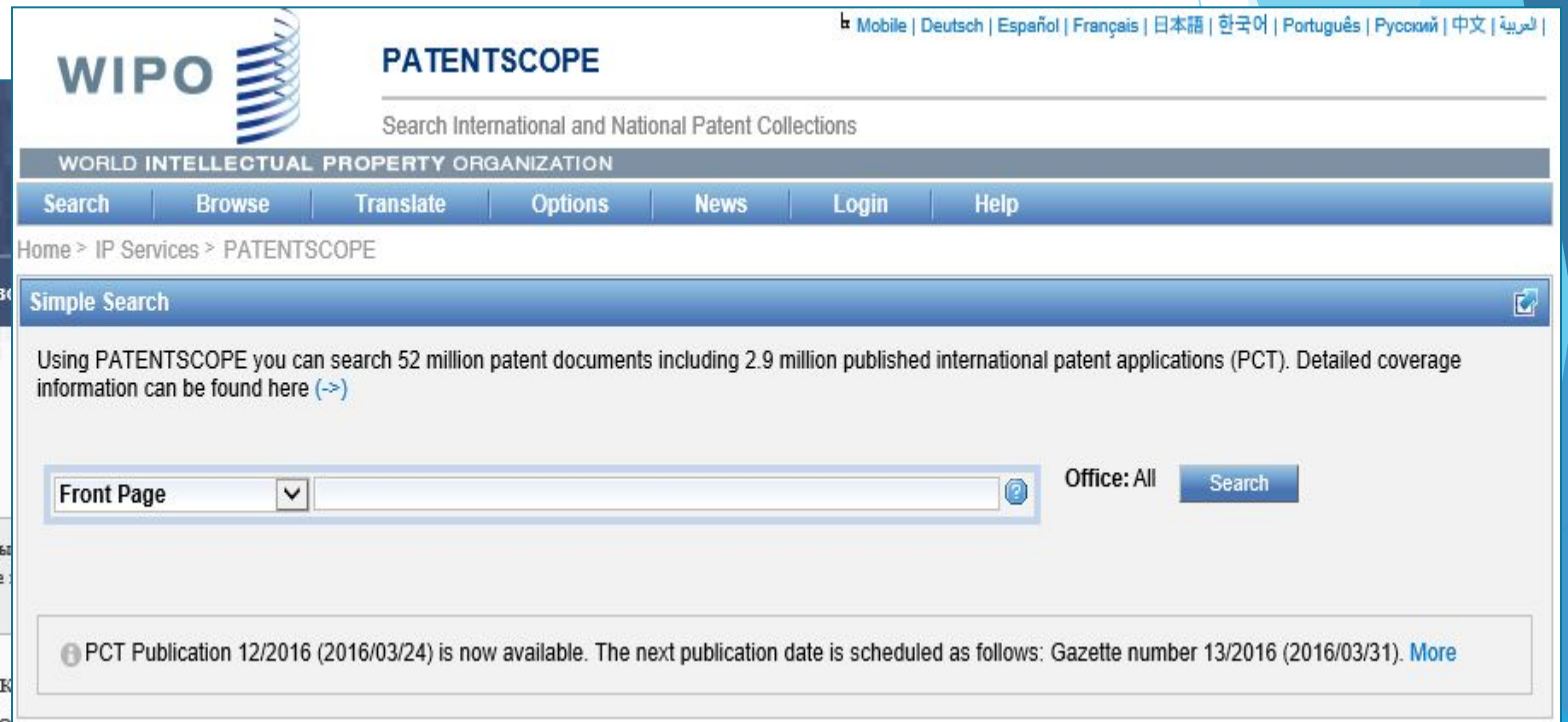 Mobile | Deutsch | Español | Français | 日本語 | 한국어 | Português | Русский | 中文 | العربية |
WIPO
PATENTSCOPE
Search International and National Patent Collections
WORLD INTELLECTUAL PROPERTY ORGANIZATION
Search Browse Translate Options News Login Help
Home > IP Services > PATENTSCOPE
Simple Search
Using PATENTSCOPE you can search 52 million patent documents including 2.9 million published international patent applications (PCT). Detailed coverage
information can be found here (->)
Front Page
Office: All Search
PCT Publication 12/2016 (2016/03/24) is now available. The next publication date is scheduled as follows: Gazette number 13/2016 (2016/03/31). More